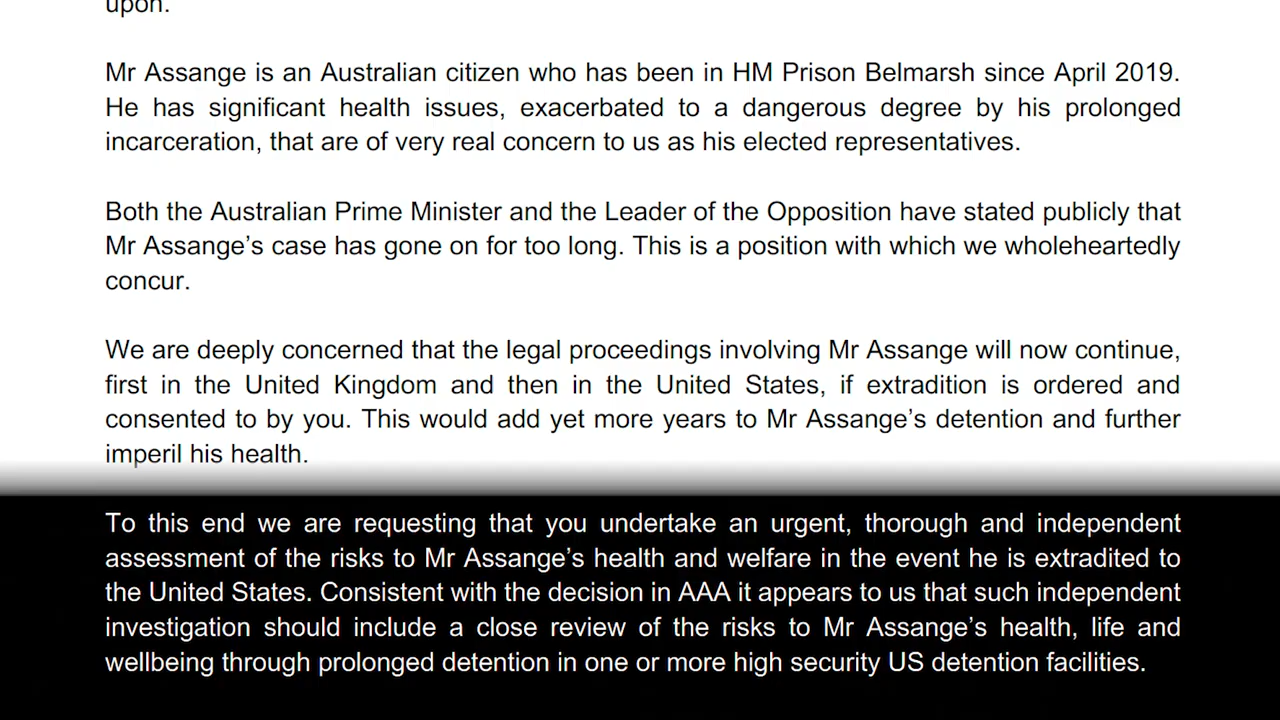 upon.
Mr Assange is an Australian citizen who has been in HM Prison Belmarsh since April 2019.
He has significant health issues, exacerbated to a dangerous degree by his prolonged
incarceration, that are of very real concern to us as his elected representatives.
Both the Australian Prime Minister and the Leader of the Opposition have stated publicly that
Mr Assange’s case has gone on for too long. This is a position with which we wholeheartedly
concur.
We are deeply concerned that the legal proceedings involving Mr Assange will now continue,
first in the United Kingdom and then in the United States, if extradition is ordered and
consented to by you. This would add yet more years to Mr Assange’s detention and further
imperil his health.
To this end we are requesting that you undertake an urgent, thorough and independent
assessment of the risks to Mr Assange’s health and welfare in the event he is extradited to
the United States. Consistent with the decision in AAA it appears to us that such independent
investigation should include a close review of the risks to Mr Assange’s health, life and
wellbeing through prolonged detention in one or more high security US detention facilities.